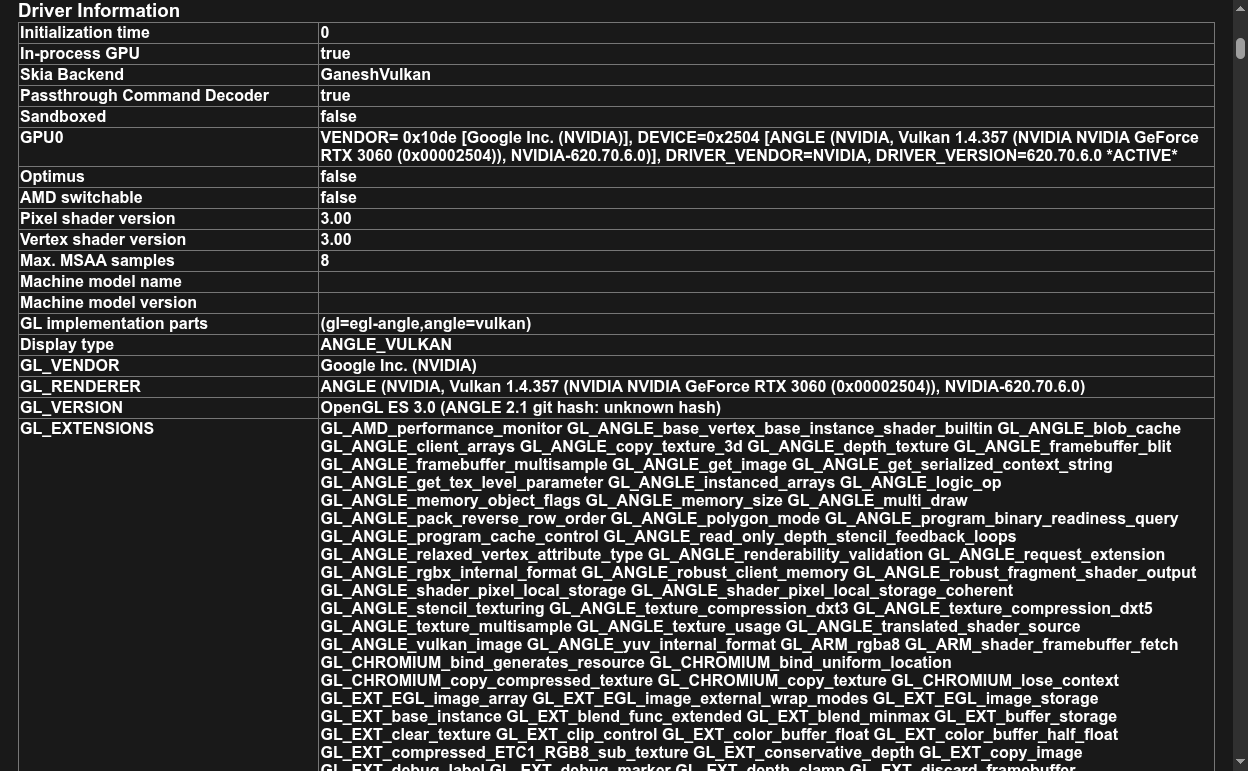 Driver Information
Initialization time 0
In-process GPU true
Skia Backend GaneshVulkan
Passthrough Command Decoder true
Sandboxed false
GPU0 VENDOR= 0x10de [Google Inc. (NVIDIA)], DEVICE=0x2504 [ANGLE (NVIDIA, Vulkan 1.4.357 (NVIDIA NVIDIA GeForce
RTX 3060 (0x00002504)), NVIDIA-620.70.6.0)], DRIVER_VENDOR=NVIDIA, DRIVER_VERSION=620.70.6.0 *ACTIVE*
Optimus false
AMD switchable false
Pixel shader version 3.00
Vertex shader version 3.00
Max. MSAA samples 8
Machine model name
Machine model version
GL implementation parts (gl=egl-angle,angle=vulkan)
Display type ANGLE_VULKAN
GL_VENDOR Google Inc. (NVIDIA)
GL_RENDERER ANGLE (NVIDIA, Vulkan 1.4.357 (NVIDIA NVIDIA GeForce RTX 3060 (0x00002504)), NVIDIA-620.70.6.0)
GL_VERSION OpenGL ES 3.0 (ANGLE 2.1 git hash: unknown hash)
GL_EXTENSIONS GL_AMD_performance_monitor GL_ANGLE_base_vertex_base_instance_shader_builtin GL_ANGLE_blob_cache
GL_ANGLE_client_arrays GL_ANGLE_copy_texture_3d GL_ANGLE_depth_texture GL_ANGLE_framebuffer_blit
GL_ANGLE_framebuffer_multisample GL_ANGLE_get_image GL_ANGLE_get_serialized_context_string
GL_ANGLE_get_tex_level_parameter GL_ANGLE_instanced_arrays GL_ANGLE_logic_op
GL_ANGLE_memory_object_flags GL_ANGLE_memory_size GL_ANGLE_multi_draw
GL_ANGLE_pack_reverse_row_order GL_ANGLE_polygon_mode GL_ANGLE_program_binary_readiness_query
GL_ANGLE_program_cache_control GL_ANGLE_read_only_depth_stencil_feedback_loops
GL_ANGLE_relaxed_vertex_attribute_type GL_ANGLE_renderability_validation GL_ANGLE_request_extension
GL_ANGLE_rgbx_internal_format GL_ANGLE_robust_client_memory GL_ANGLE_robust_fragment_shader_output
GL_ANGLE_shader_pixel_local_storage GL_ANGLE_shader_pixel_local_storage_coherent
GL_ANGLE_stencil_texturing GL_ANGLE_texture_compression_dxt3 GL_ANGLE_texture_compression_dxt5
GL_ANGLE_texture_multisample GL_ANGLE_texture_usage GL_ANGLE_translated_shader_source
GL_ANGLE_vulkan_image GL_ANGLE_yuv_internal_format GL_ARM_rgba8 GL_ARM_shader_framebuffer_fetch
GL_CHROMIUM_bind_generates_resource GL_CHROMIUM_bind_uniform_location
GL_CHROMIUM_copy_compressed_texture GL_CHROMIUM_copy_texture GL_CHROMIUM_lose_context
GL_EXT_EGL_image_array GL_EXT_EGL_image_external_wrap_modes GL_EXT_EGL_image_storage
GL_EXT_base_instance GL_EXT_blend_func_extended GL_EXT_blend_minmax GL_EXT_buffer_storage
GL_EXT_clear_texture GL_EXT_clip_control GL_EXT_color_buffer_float GL_EXT_color_buffer_half_float
GL_EXT_compressed_ETC1_RGB8_sub_texture GL_EXT_conservative_depth GL_EXT_copy_image
GL_EXT_debug_label GL_EXT_debug_marker GL_EXT_depth_clamp GL_EXT_discard_framebuffer